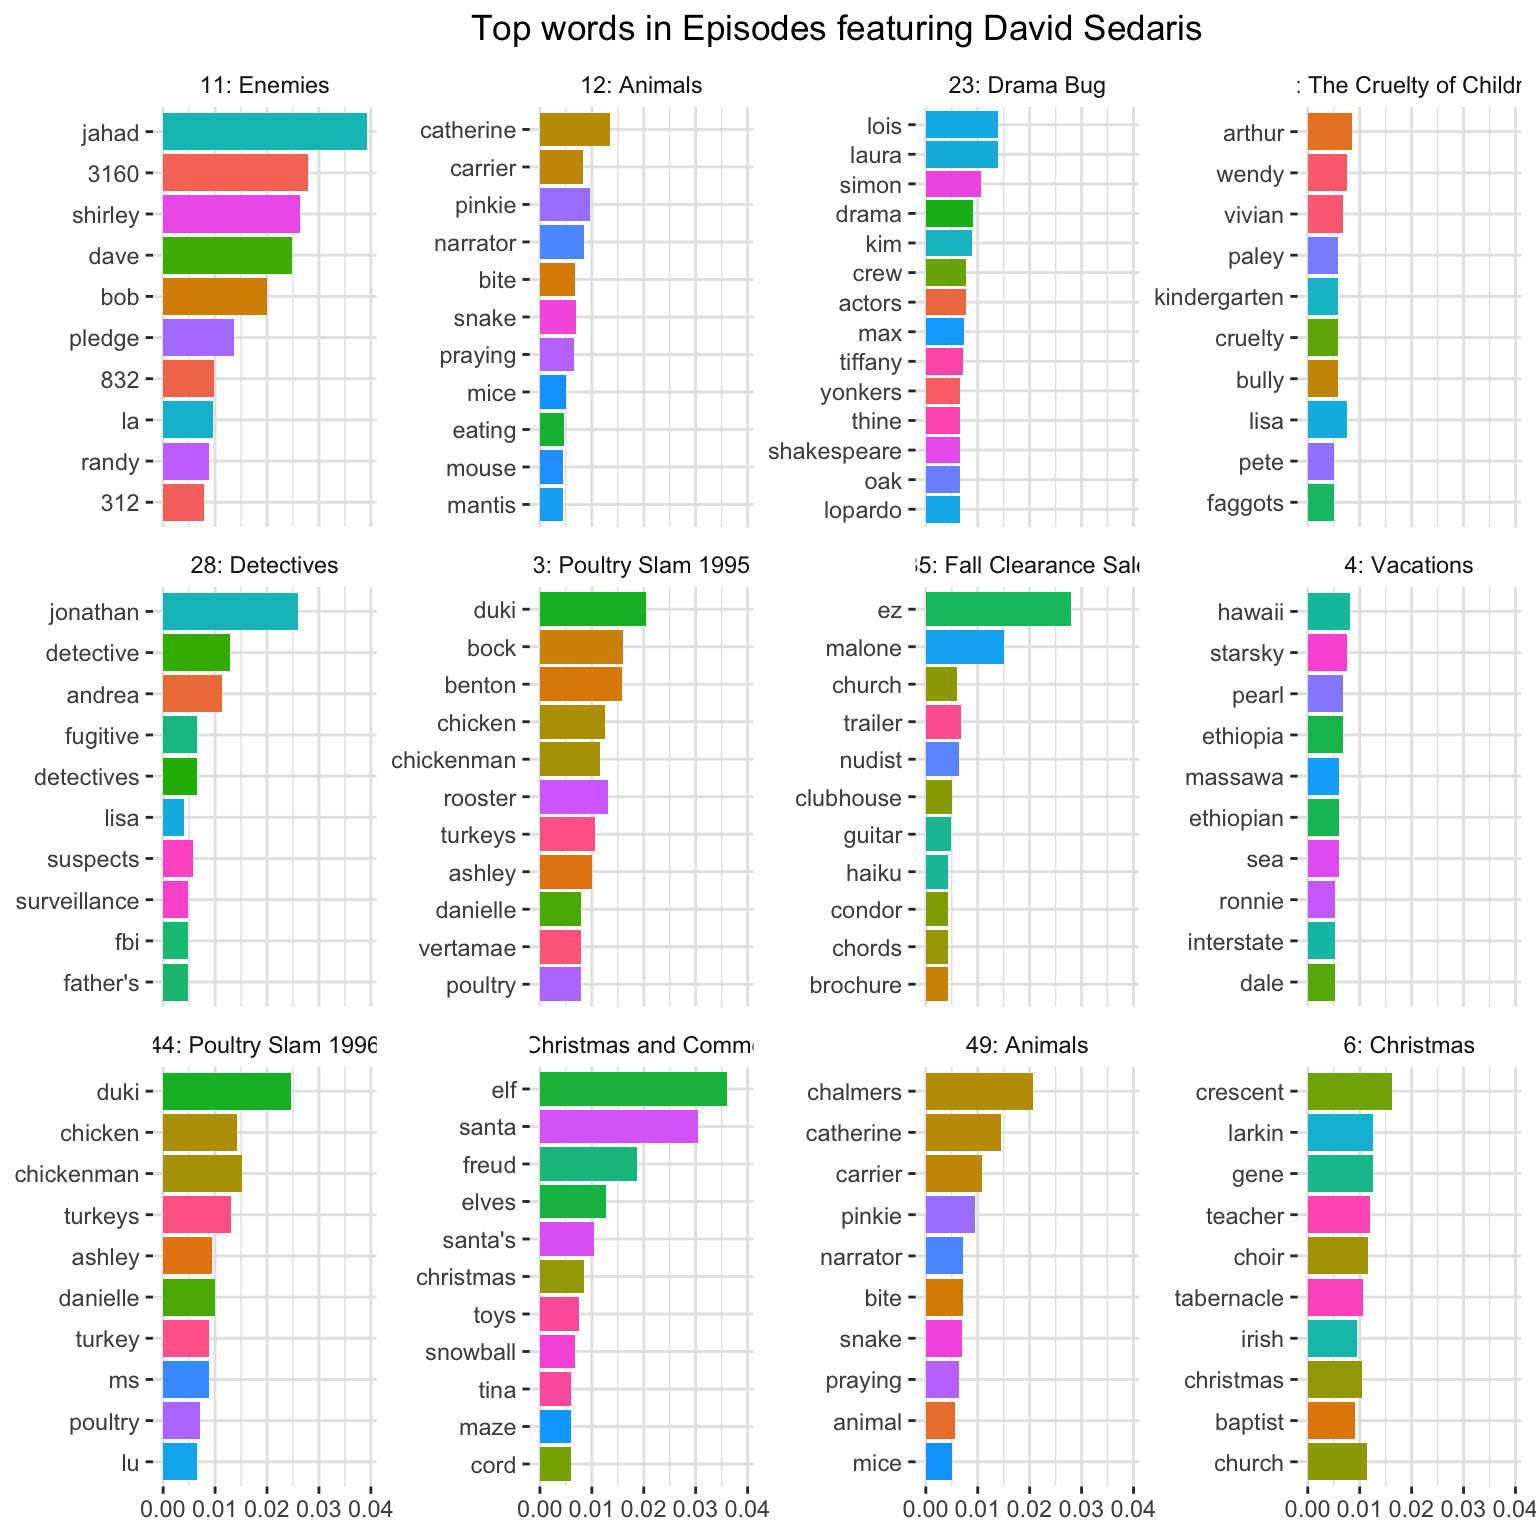 Top words in Episodes featuring David Sedaris
11: Enemies
jahad
3160
shirley
dave
bob
pledge
832
la
randy
312
12: Animals
catherine
carrier
pinkie
narrator
bite
snake
praying
mice
eating
mouse
mantis
23: Drama Bug
lois
laura
simon
drama
kim
crew
actors
max
tiffany
yonkers
thine
shakespeare
oak
lopardo
: The Cruelty of Childr
arthur
wendy
vivian
paley
kindergarten
cruelty
bully
lisa
pete
faggots
28: Detectives
jonathan
detective
andrea
fugitive
detectives
lisa
suspects
surveillance
fbi
father's
3: Poultry Slam 1995
duki
bock
benton
chicken
chickenman
rooster
turkeys
ashley
danielle
vertamae
poultry
35: Fall Clearance Sale
ez
malone
church
trailer
nudist
clubhouse
guitar
haiku
condor
chords
brochure
4: Vacations
hawaii
starsky
pearl
ethiopia
massawa
ethiopian
sea
ronnie
interstate
dale
44: Poultry Slam 1996
duki
chicken
chickenman
turkeys
ashley
danielle
turkey
ms
poultry
lu
0.00 0.01 0.02 0.03 0.04
Christmas and Comme
elf
santa
freud
elves
santa's
christmas
toys
snowball
tina
maze
cord
0.00 0.01 0.02 0.03 0.04
49: Animals
chalmers
catherine
carrier
pinkie
narrator
bite
snake
praying
animal
mice
0.00 0.01 0.02 0.03 0.04
6: Christmas
crescent
larkin
gene
teacher
choir
tabernacle
irish
christmas
baptist
church
0.00 0.01 0.02 0.03 0.04